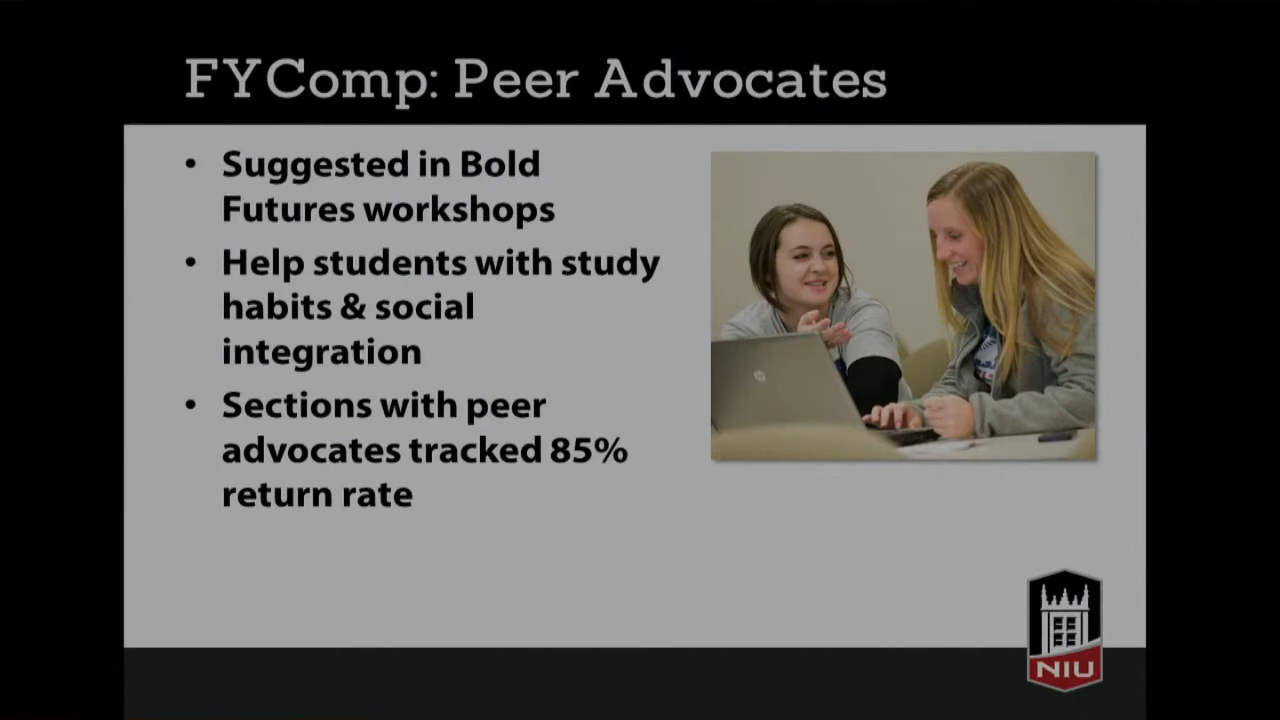 FYComp: Peer Advocates
• Suggested in Bold
Futures workshops
• Help students with study
habits & social
integration
• Sections with peer
advocates tracked 85%
return rate
NIU